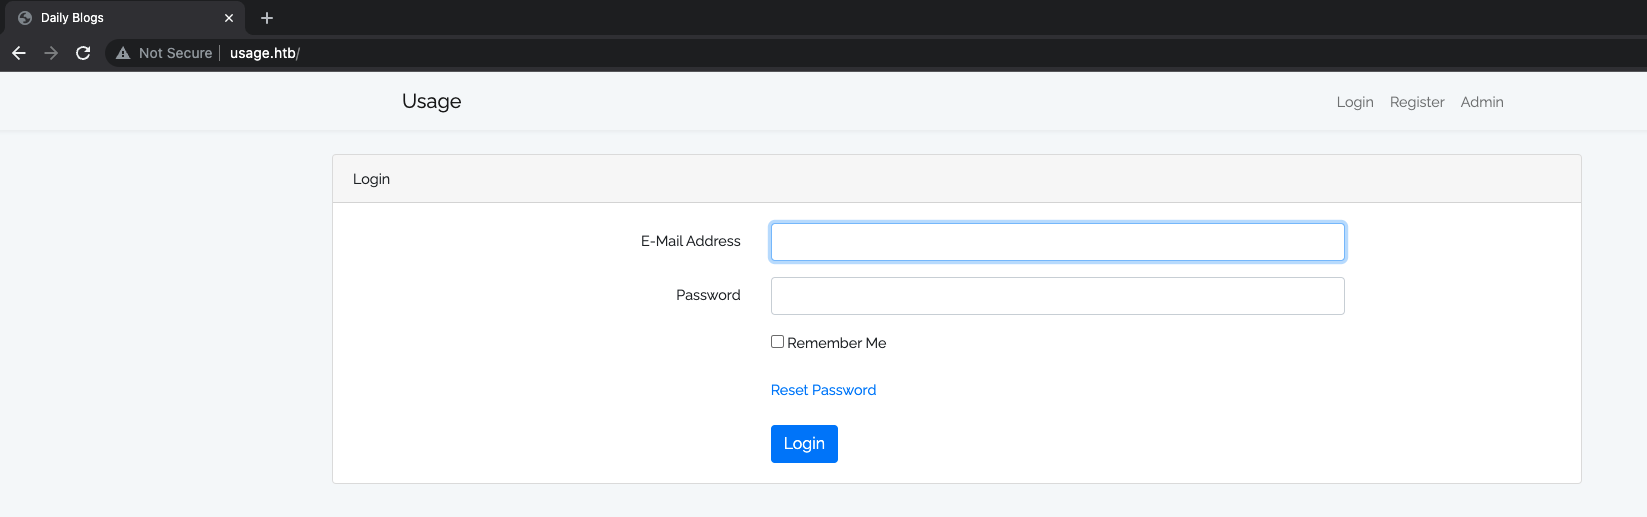 Daily Blogs
Not Secure usage.htb/
Usage Login Register Admin
Login
E-Mail Address
Password
Remember Me
Reset Password
Login